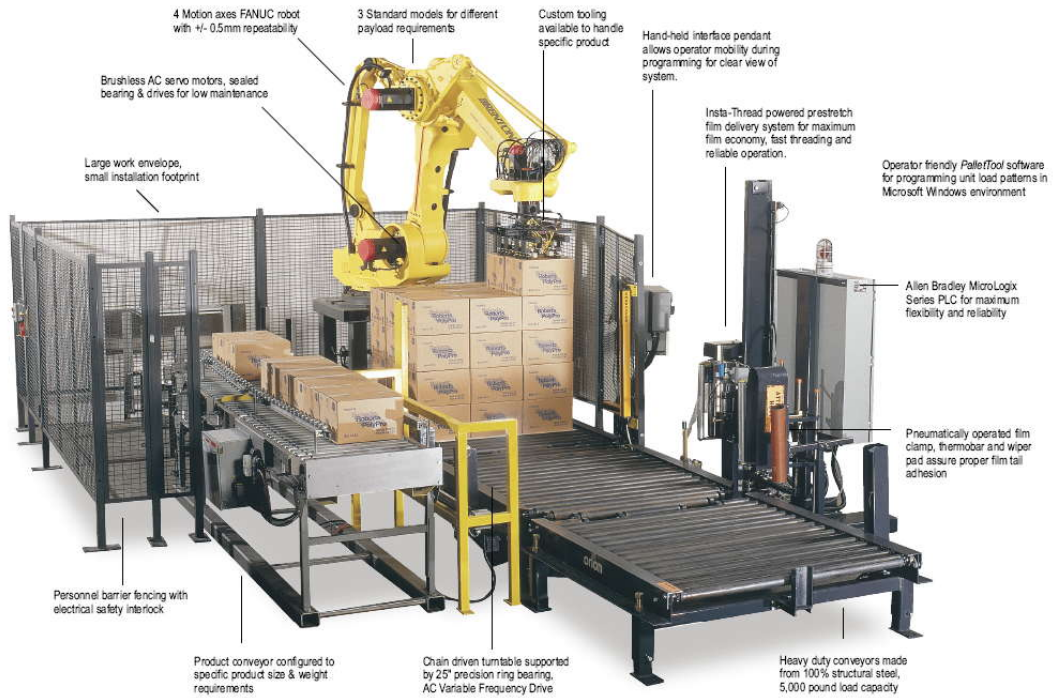 4 Motion axes FANUC robot
with +/- 0.5mm repeatability
3 Standard models for different
payload requirements
Custom tooling
available to handle
specific product
Hand-held interface pendant
allows operator mobility during
programming for clear view of
system.
Brushless AC servo motors, sealed
bearing & drives for low maintenance
Insta-Thread powered prestretch
film delivery system for maximum
film economy, fast threading and
reliable operation.
Large work envelope,
small installation footprint
Operator friendly PalletTool software
for programming unit load patterns in
Microsoft Windows environment
Allen Bradley MicroLogix
Series PLC for maximum
flexibility and reliability
Roberts
PolyPro
Pneumatically operated film
clamp, thermobar and wiper
pad assure proper film tail
adhesion
orion
Personnel barrier fencing with
electrical safety interlock
Product conveyor configured to
specific product size & weight
requirements
Chain driven turntable supported
by 25" precision ring bearing,
AC Variable Frequency Drive
Heavy duty conveyors made
from 100% structural steel,
5,000 pound load capacity